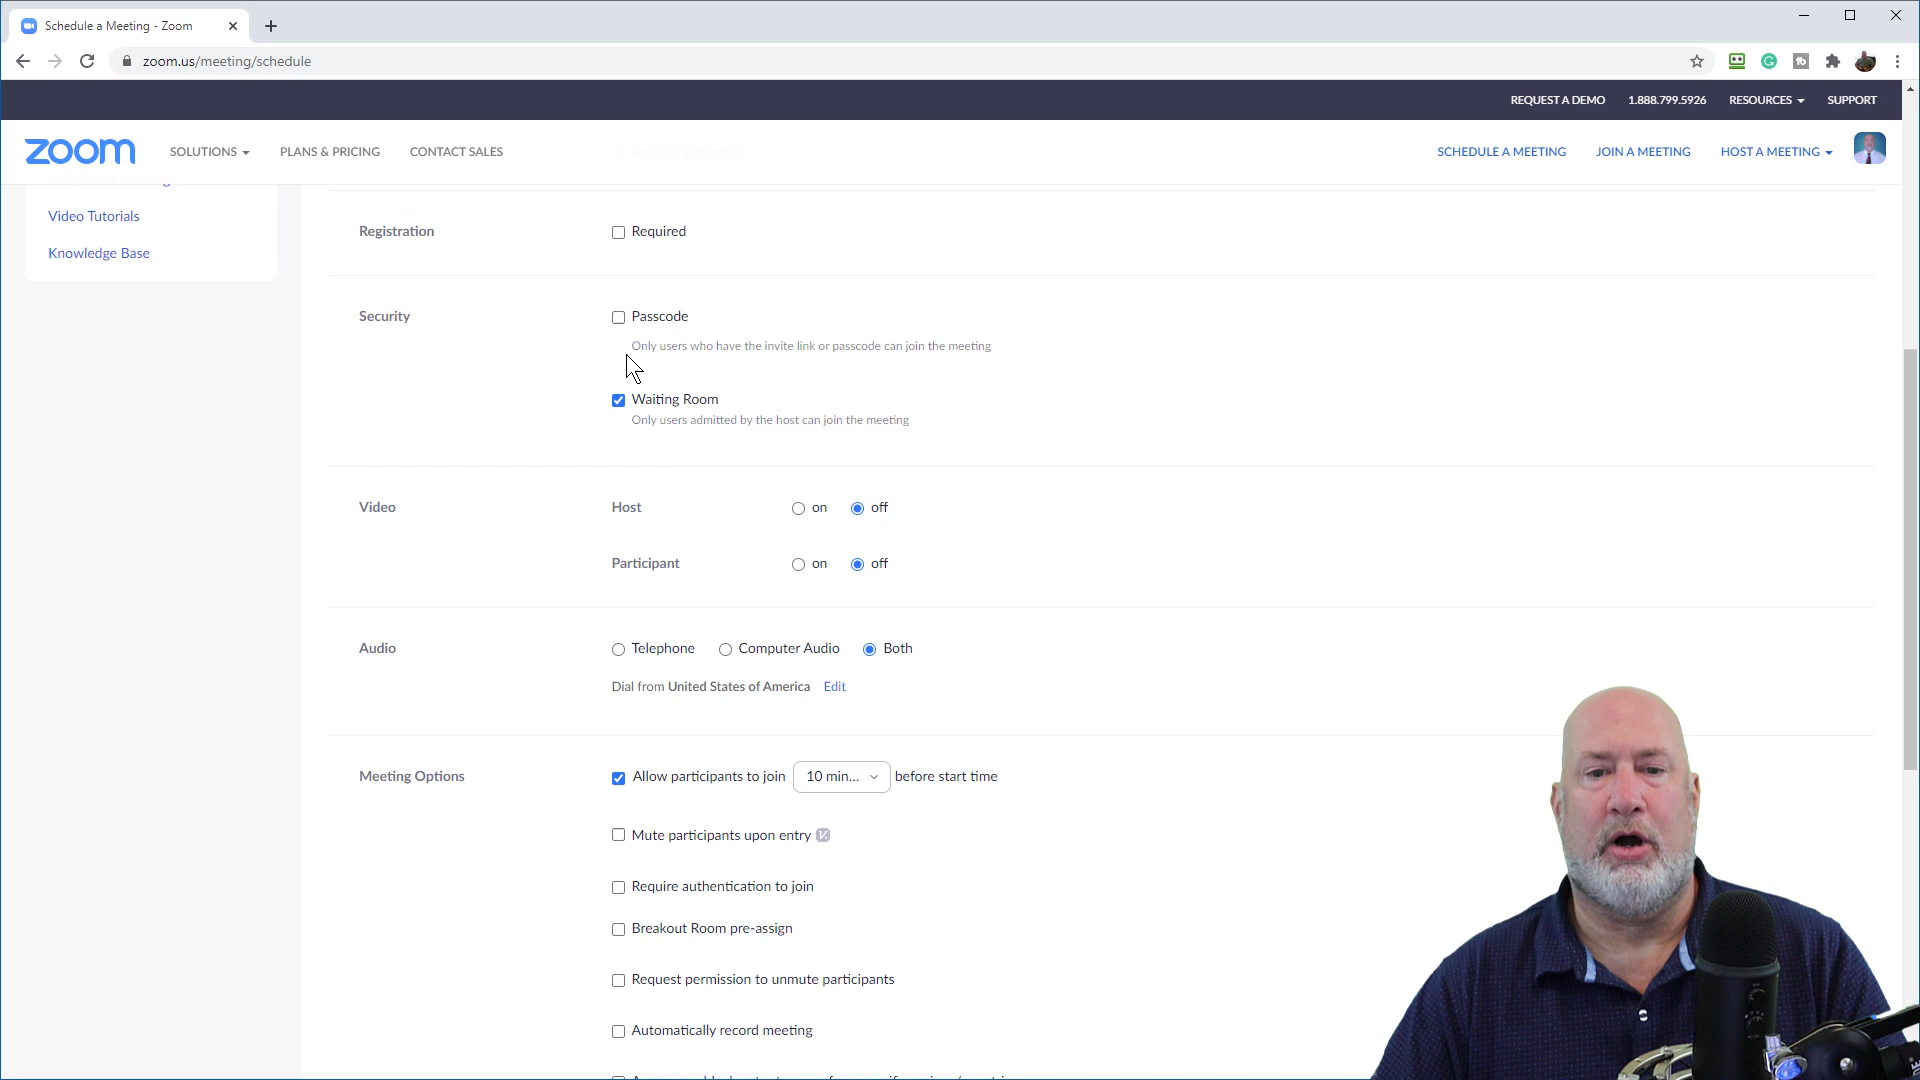 Schedule a Meeting - Zoom
zoom.us/meeting/schedule
REQUEST A DEMO 1.888.799.5926 RESOURCES SUPPORT
zoom SOLUTIONS PLANS & PRICING CONTACT SALES SCHEDULE A MEETING JOIN A MEETING HOST A MEETING
Video Tutorials
Knowledge Base
Registration Required
Security Passcode
Only users who have the invite link or passcode can join the meeting
Waiting Room
Only users admitted by the host can join the meeting
Video Host on off
Participant on off
Audio Telephone Computer Audio Both
Dial from United States of America Edit
Meeting Options Allow participants to join 10 min... before start time
Mute participants upon entry
Require authentication to join
Breakout Room pre-assign
Request permission to unmute participants
Automatically record meeting